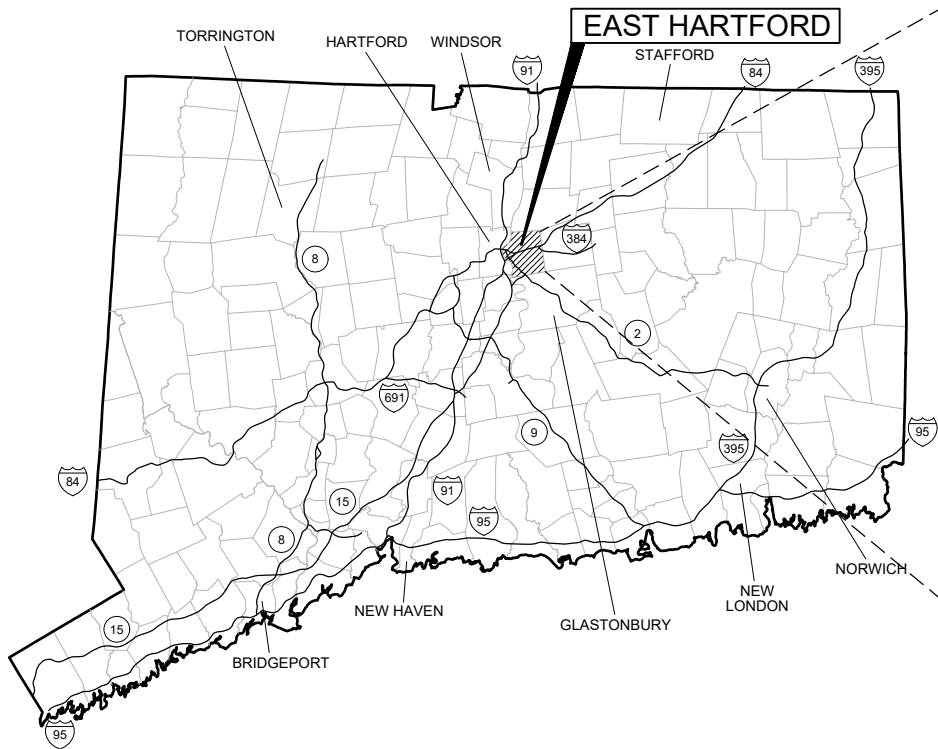 EAST HARTFORD
TORRINGTON
HARTFORD
WINDSOR
STAFFORD
91
84
395
384
8
2
691
9
395
95
84
91
15
95
8
NORWICH
NEW
LONDON
NEW HAVEN
GLASTONBURY
15
BRIDGEPORT
95